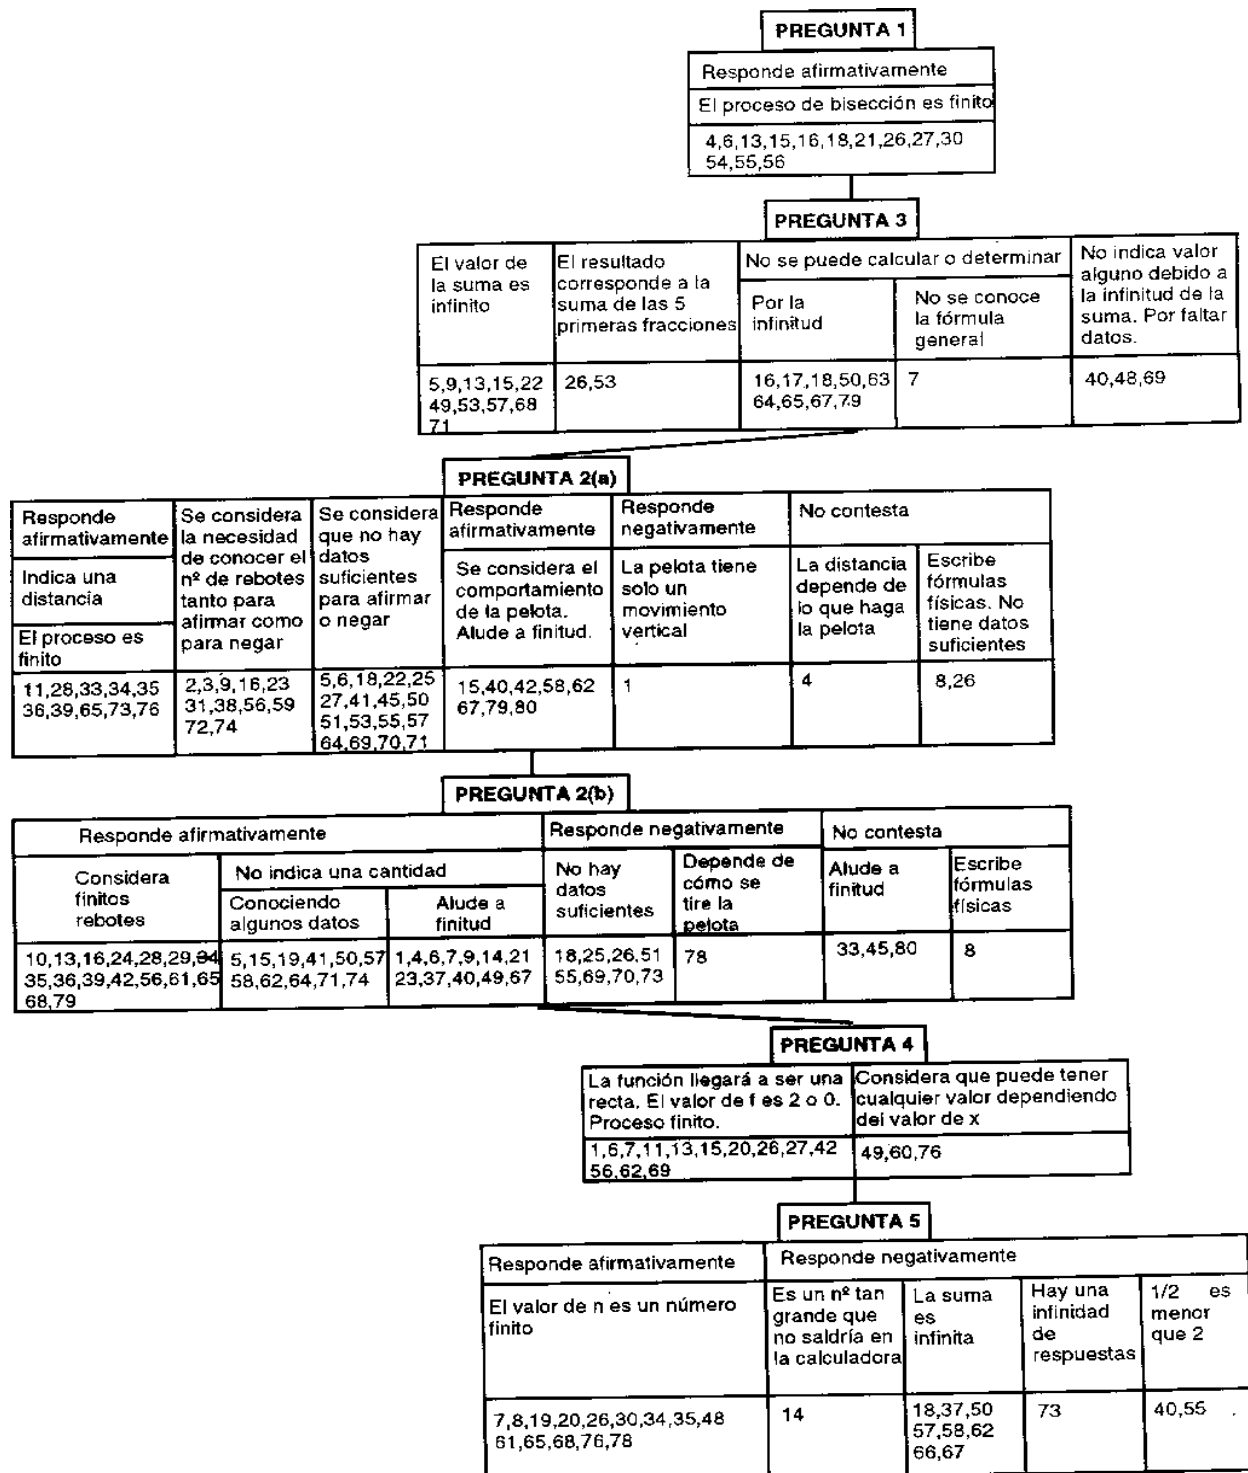 PREGUNTA 1
Responde afirmativamente
El proceso de bisección es finito
4,6,13,15,16,18,21,26,27,30
54,55,56
PREGUNTA 3
El valor de
la suma es
infinito
El resultado
corresponde a la
suma de las 5
primeras fracciones
No se puede calcular o determinar
Por la
infinitud
No se conoce
la fórmula
general
No indica valor
alguno debido a
la infinitud de la
suma. Por faltar
datos.
5,9,13,15,22
49,53,57,68
71
26,53
16,17,18,50,63
64,65,67,79
7
40,48,69
PREGUNTA 2(a)
Responde
afirmativamente
Indica una
distancia
El proceso es
finito
Se considera
la necesidad
de conocer el
nº de rebotes
tanto para
afirmar como
para negar
Se considera
que no hay
datos
suficientes
para afirmar
o negar
Responde
afirmativamente
Se considera el
comportamiento
de la pelota.
Alude a finitud.
Responde
negativamente
La pelota tiene
solo un
movimiento
vertical
No contesta
La distancia
depende de
lo que haga
la pelota
Escribe
fórmulas
físicas. No
tiene datos
suficientes
11,28,33,34,35
36,39,65,73,76
2,3,9,16,23
31,38,56,59
72,74
5,6,18,22,25
27,41,45,50
51,53,55,57
64,69,70,71
15,40,42,58,62
67,79,80
1
4
8,26
PREGUNTA 2(b)
Responde afirmativamente
Considera
finitos
rebotes
No indica una cantidad
Conociendo
algunos datos
Alude a
finitud
Responde negativamente
No hay
datos
suficientes
Depende de
cómo se
tire la
pelota
No contesta
Alude a
finitud
Escribe
fórmulas
físicas
10,13,16,24,28,29,34
35,36,39,42,56,61,65
68,79
5,15,19,41,50,57
58,62,64,71,74
1,4,6,7,9,14,21
23,37,40,49,67
18,25,26,51
55,69,70,73
78
33,45,80
8
PREGUNTA 4
La función llegará a ser una
recta. El valor de f es 2 o 0.
Proceso finito.
Considera que puede tener
cualquier valor dependiendo
del valor de x
1,6,7,11,13,15,20,26,27,42
56,62,69
49,60,76
PREGUNTA 5
Responde afirmativamente
El valor de n es un número
finito
Responde negativamente
Es un nº tan
grande que
no saldría en
la calculadora
La suma
es
infinita
Hay una
infinidad
de
respuestas
1/2 es
menor
que 2
7,8,19,20,26,30,34,35,48
61,65,68,76,78
14
18,37,50
57,58,62
66,67
73
40,55